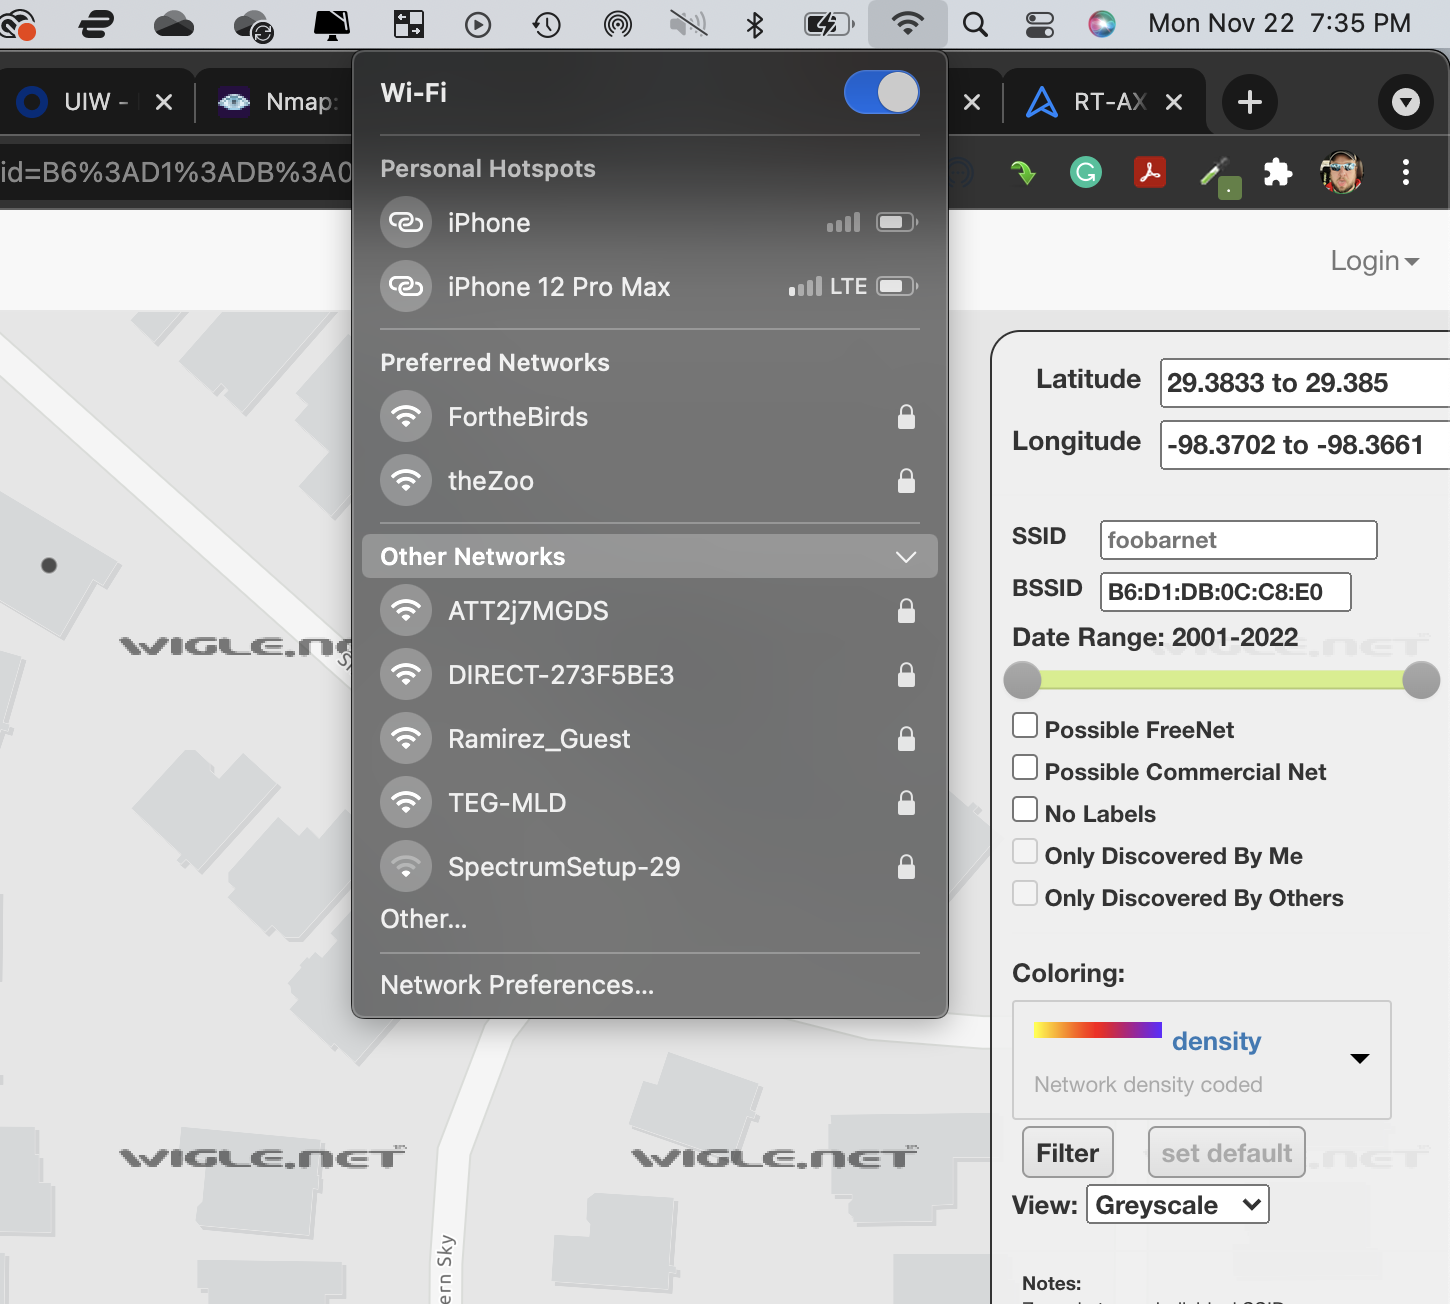 Mon Nov 22 7:35 PM
UIW -
Nmap:
RT-AX
id=B6%3AD1%3ADB%3A0
Login
Wi-Fi
Personal Hotspots
iPhone
iPhone 12 Pro Max LTE
Preferred Networks
FortheBirds
theZoo
Other Networks
ATT2j7MGDS
DIRECT-273F5BE3
Ramirez_Guest
TEG-MLD
SpectrumSetup-29
Other...
Network Preferences...
Latitude 29.3833 to 29.385
Longitude -98.3702 to -98.3661
SSID foobarnet
BSSID B6:D1:DB:0C:C8:E0
Date Range: 2001-2022
Possible FreeNet
Possible Commercial Net
No Labels
Only Discovered By Me
Only Discovered By Others
Coloring:
density
Network density coded
Filter set default
View: Greyscale
Notes:
WIGLE.NET
WIGLE.NET
WIGLE.NET
WIGLE.NET
ern Sky